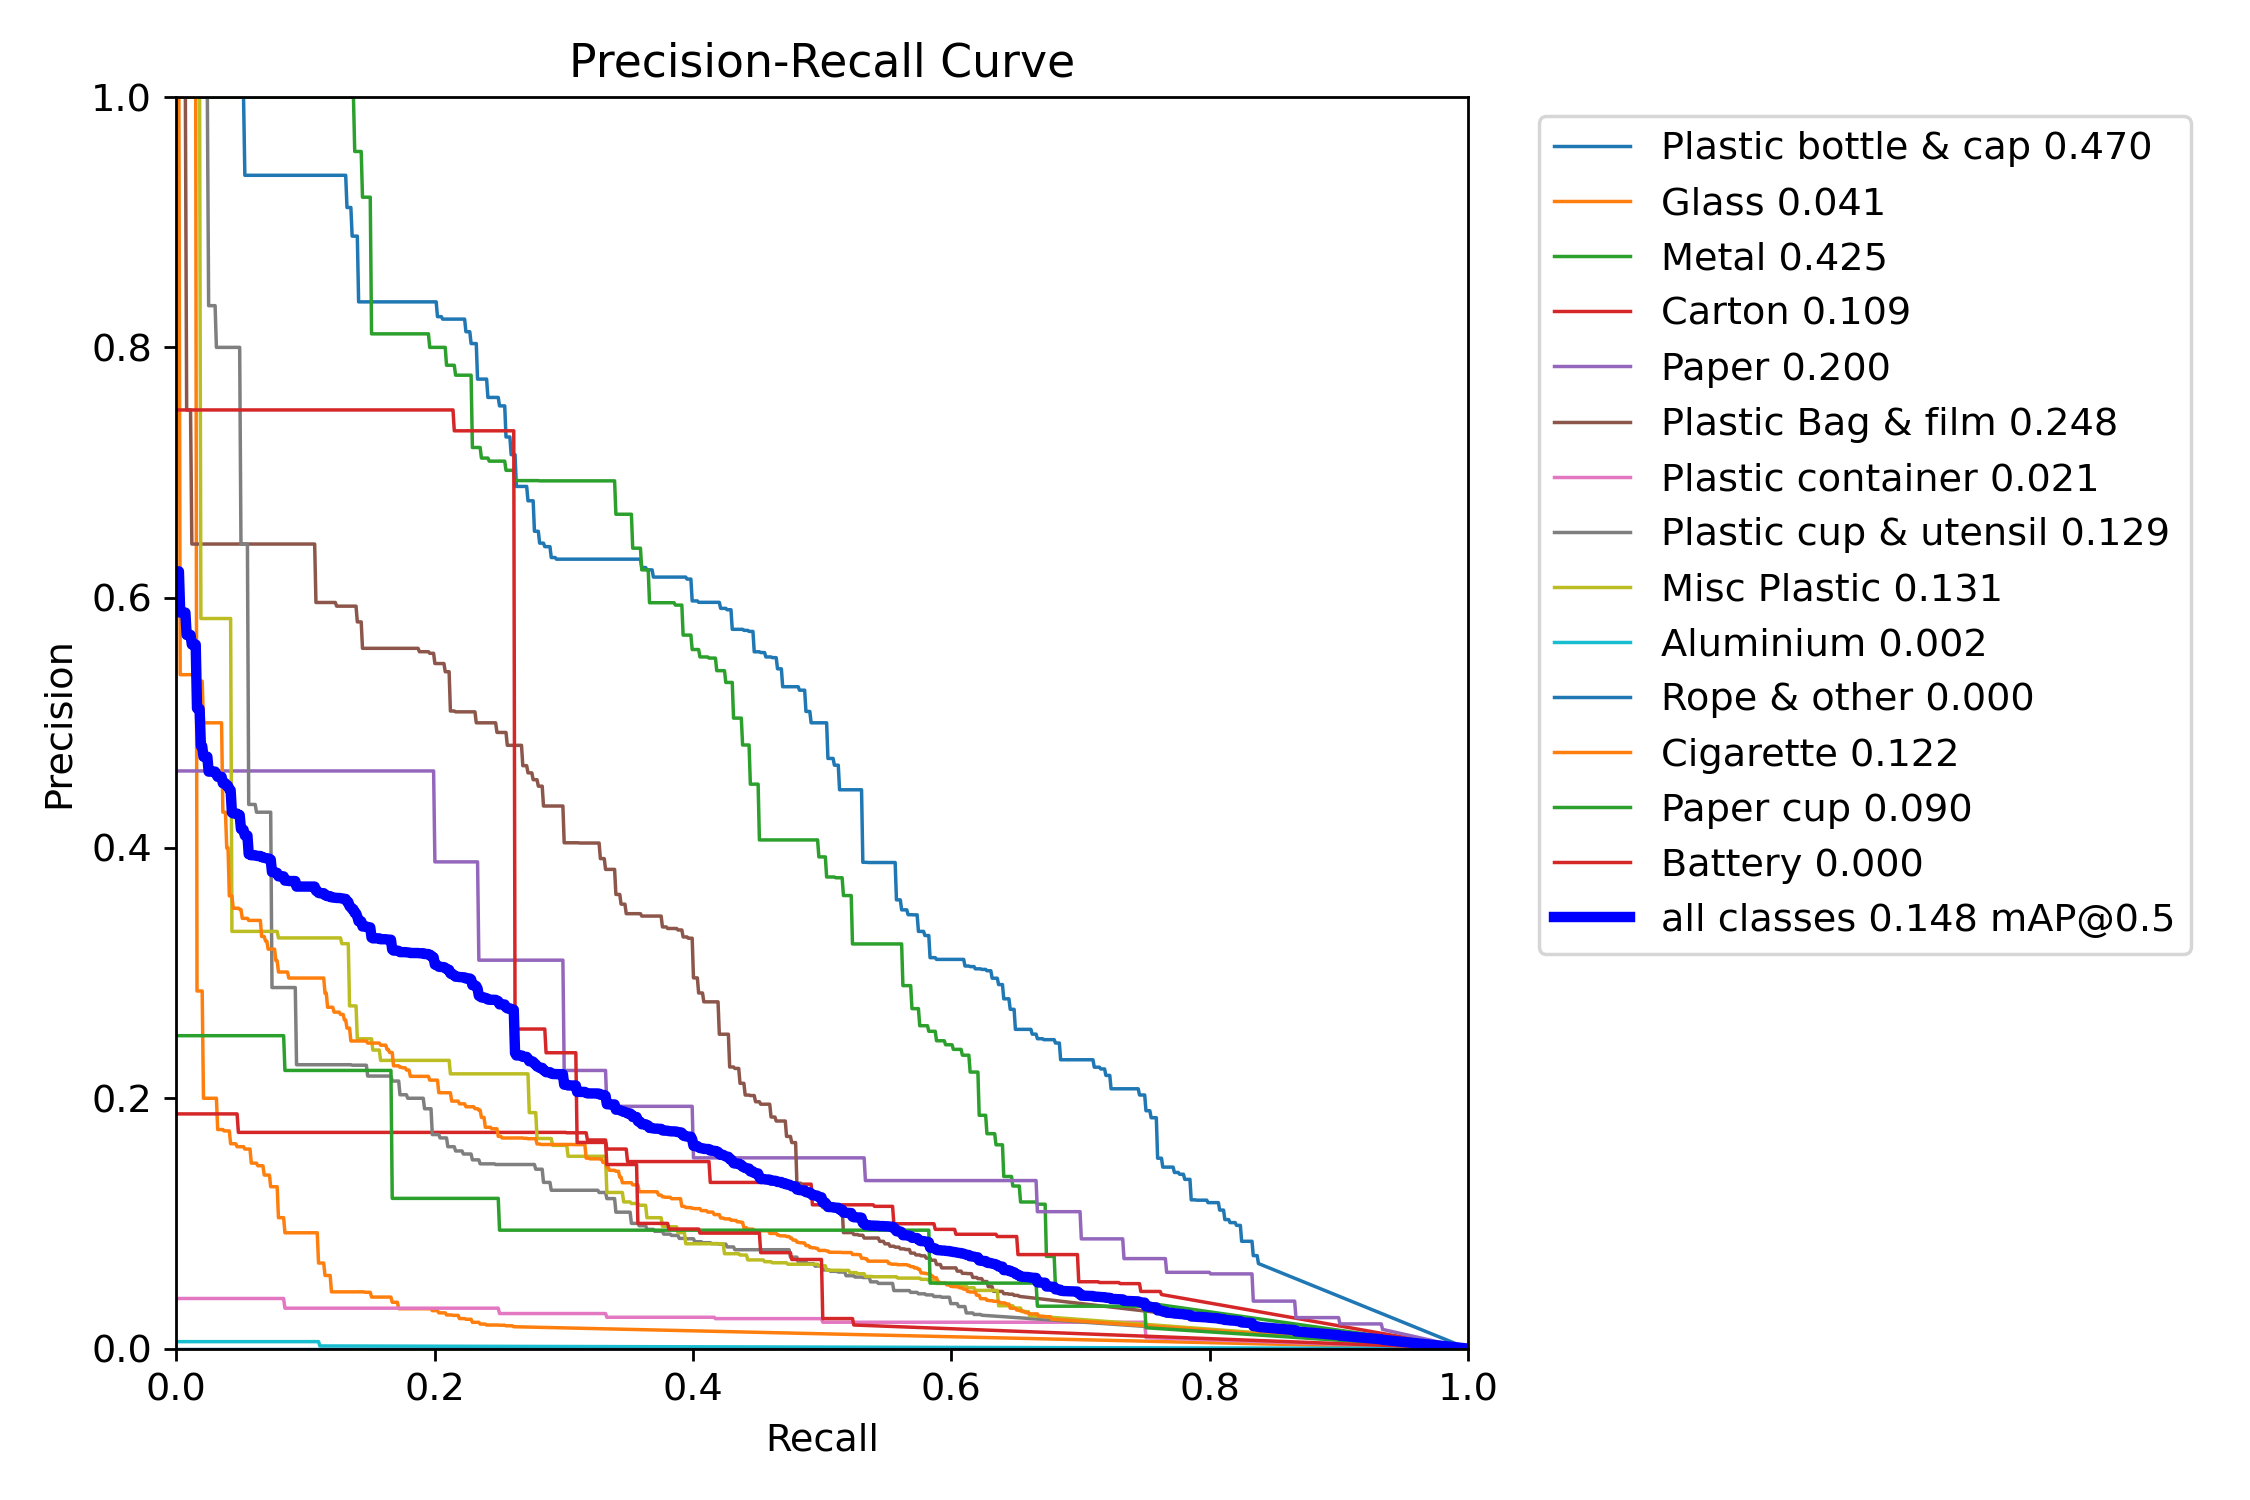 Precision-Recall Curve
1.0
0.8
0.6
0.4
0.2
0.0
Precision
0.0 0.2 0.4 0.6 0.8 1.0
Recall
Plastic bottle & cap 0.470
Glass 0.041
Metal 0.425
Carton 0.109
Paper 0.200
Plastic Bag & film 0.248
Plastic container 0.021
Plastic cup & utensil 0.129
Misc Plastic 0.131
Aluminium 0.002
Rope & other 0.000
Cigarette 0.122
Paper cup 0.090
Battery 0.000
all classes 0.148 mAP@0.5